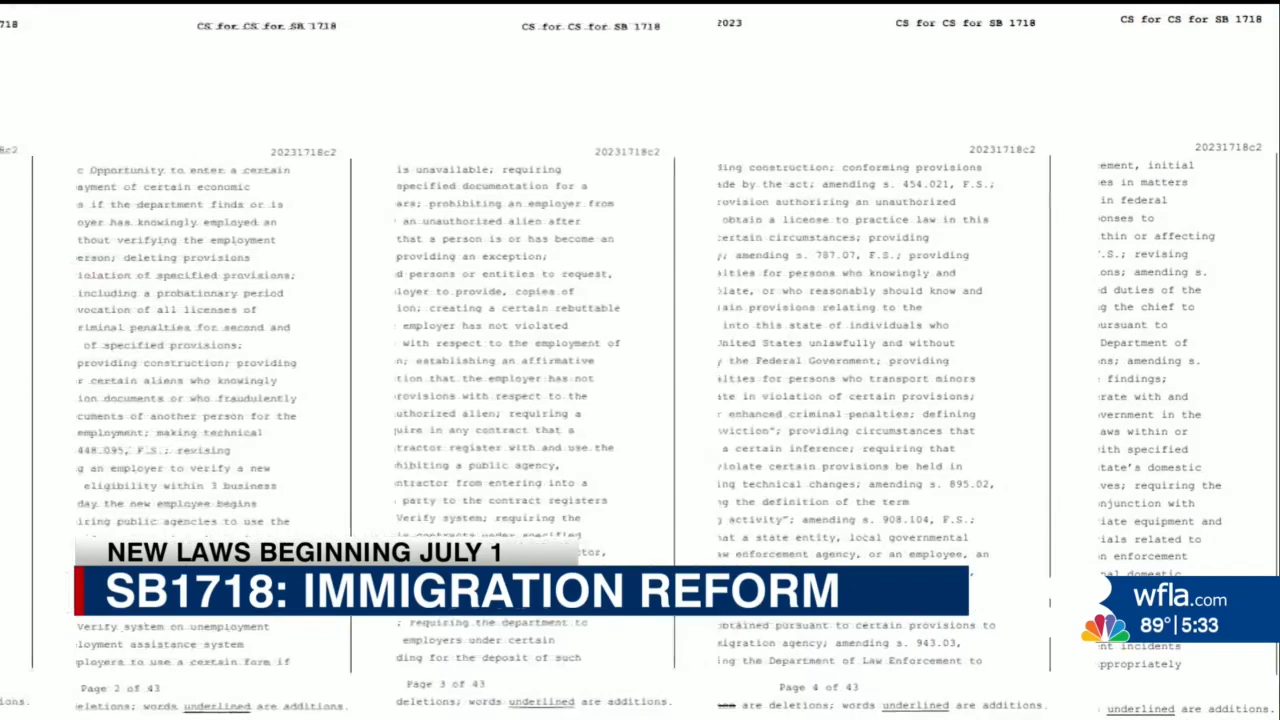 718
CS for CS for SB 1718
CS for CS for SB 1718
2023
CS for CS for SB 1718
CS for CS for SB 1718
18c2
20231718c2
Opportunity to enter a certain
ayment of certain economic
s if the department finds or is
oyer has knowingly employed an
thout verifying the employment
erson; deleting provisions
iolation of specified provisions;
including a probationary period
vocation of all licenses of
riminal penalties for second and
of specified provisions;
providing construction; providing
r certain aliens who knowingly
ion documents or who fraudulently
cuments of another person for the
employment; making technical
448.095, F.S.; revising
g an employer to verify a new
eligibility within 3 business
day the new employee begins
iring public agencies to use the
Verify system on unemployment
loyment assistance system
ployers to use a certain form if
Page 2 of 43
eletions; words underlined are additions.
ions.
20231718c2
is unavailable; requiring
specified documentation for a
ars; prohibiting an employer from
an unauthorized alien after
that a person is or has become an
providing an exception;
d persons or entities to request,
loyer to provide, copies of
ion; creating a certain rebuttable
employer has not violated
with respect to the employment of
n; establishing an affirmative
tion that the employer has not
rovisions with respect to the
uthorized alien; requiring a
quire in any contract that a
tractor register with and use the
hibiting a public agency,
ntractor from entering into a
party to the contract registers
Verify system; requiring the
ctor,
; requiring the department to
employers under certain
ding for the deposit of such
Page 3 of 43
deletions; words underlined are additions.
20231718c2
ding construction; conforming provisions
ade by the act; amending s. 454.021, F.S.;
rovision authorizing an unauthorized
obtain a license to practice law in this
certain circumstances; providing
; amending s. 787.07, F.S.; providing
alties for persons who knowingly and
late, or who reasonably should know and
tain provisions relating to the
into this state of individuals who
United States unlawfully and without
y the Federal Government; providing
alties for persons who transport minors
ate in violation of certain provisions;
r enhanced criminal penalties; defining
viction"; providing circumstances that
a certain inference; requiring that
violate certain provisions be held in
ing technical changes; amending s. 895.02,
ng the definition of the term
g activity"; amending s. 908.104, F.S.;
hat a state entity, local governmental
aw enforcement agency, or an employee, an
obtained pursuant to certain provisions to
migration agency; amending s. 943.03,
ing the Department of Law Enforcement to
Page 4 of 43
are deletions; words underlined are additions.
20231718c2
ement, initial
es in matters
in federal
onses to
thin or affecting
F.S.; revising
ons; amending s.
d duties of the
g the chief to
pursuant to
Department of
ns; amending s.
findings;
rate with and
vernment in the
aws within or
ith specified
tate's domestic
ves; requiring the
njunction with
iate equipment and
ials related to
n enforcement
nal domestic
nt incidents
ppropriately
underlined are additions.
NEW LAWS BEGINNING JULY 1
SB1718: IMMIGRATION REFORM
wfla.com
89° 5:33